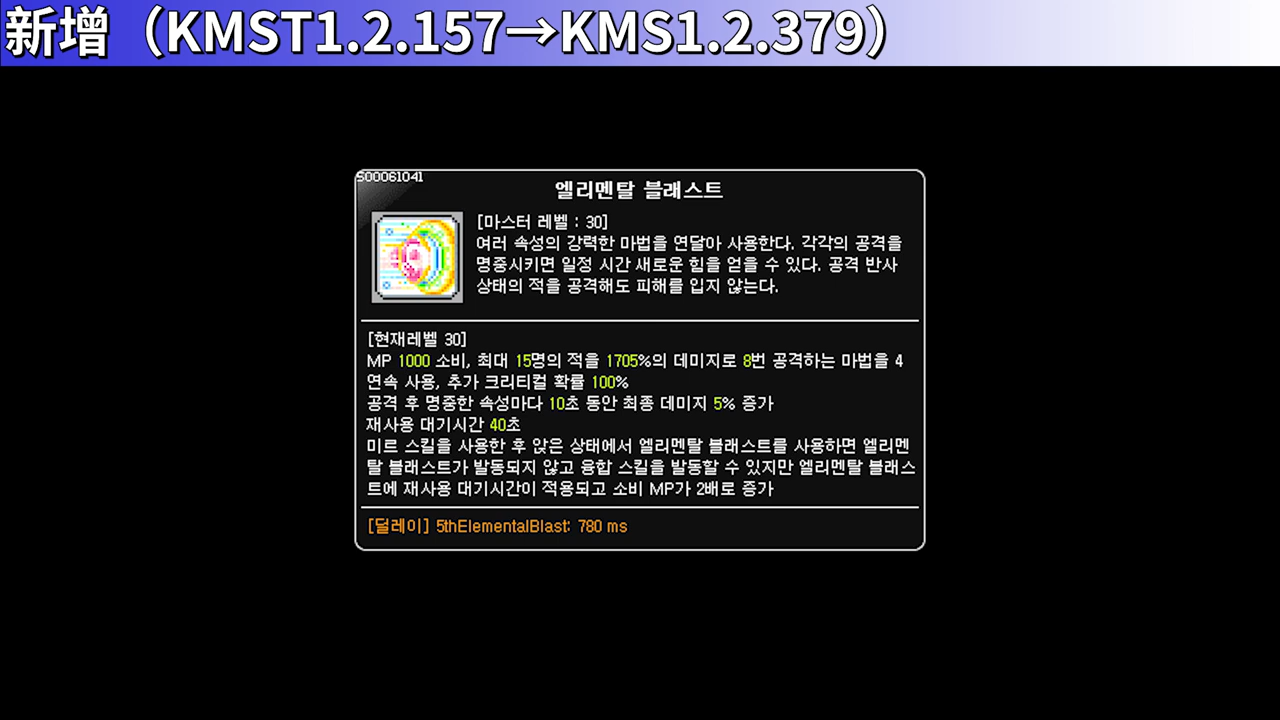 新增（KMST1.2.157→KMS1.2.379）
500061041
엘리멘탈 블래스트
[마스터 레벨 : 30]
여러 속성의 강력한 마법을 연달아 사용한다. 각각의 공격을
명중시키면 일정 시간 새로운 힘을 얻을 수 있다. 공격 반사
상태의 적을 공격해도 피해를 입지 않는다.
[현재레벨 30]
MP 1000 소비, 최대 15명의 적을 1705%의 데미지로 8번 공격하는 마법을 4
연속 사용, 추가 크리티컬 확률 100%
공격 후 명중한 속성마다 10초 동안 최종 데미지 5% 증가
재사용 대기시간 40초
미르 스킬을 사용한 후 앉은 상태에서 엘리멘탈 블래스트를 사용하면 엘리멘
탈 블래스트가 발동되지 않고 융합 스킬을 발동할 수 있지만 엘리멘탈 블래스
트에 재사용 대기시간이 적용되고 소비 MP가 2배로 증가
[딜레이] 5thElementalBlast: 780 ms